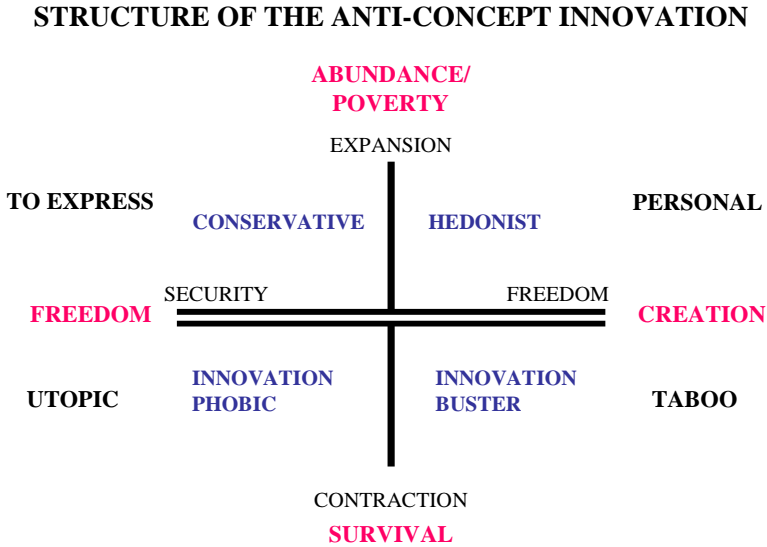 STRUCTURE OF THE ANTI-CONCEPT INNOVATION
ABUNDANCE/
POVERTY
EXPANSION
TO EXPRESS
CONSERVATIVE
HEDONIST
PERSONAL
SECURITY
FREEDOM
FREEDOM
CREATION
INNOVATION
PHOBIC
INNOVATION
BUSTER
UTOPIC
TABOO
CONTRACTION
SURVIVAL